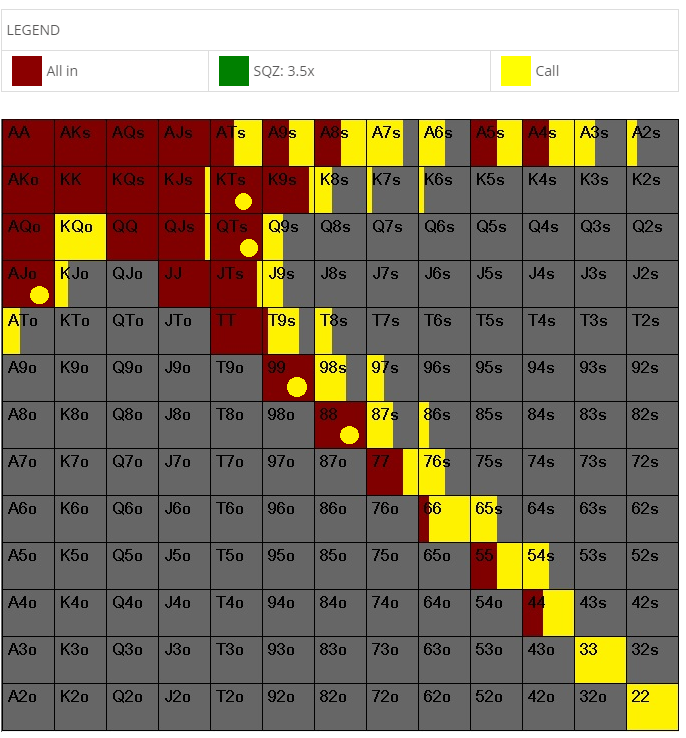 LEGEND
All in SQZ: 3.5x Call
AA AKs AQs AJs ATs A9s A8s A7s A6s A5s A4s A3s A2s
AKo KK KQs KJs KTs K9s K8s K7s K6s K5s K4s K3s K2s
AQo KQo QQ QJs QTs Q9s Q8s Q7s Q6s Q5s Q4s Q3s Q2s
AJo KJo QJo JJ JTs J9s J8s J7s J6s J5s J4s J3s J2s
ATo KTo QTo JTo TT T9s T8s T7s T6s T5s T4s T3s T2s
A9o K9o Q9o J9o T9o 99 98s 97s 96s 95s 94s 93s 92s
A8o K8o Q8o J8o T8o 98o 88 87s 86s 85s 84s 83s 82s
A7o K7o Q7o J7o T7o 97o 87o 77 76s 75s 74s 73s 72s
A6o K6o Q6o J6o T6o 96o 86o 76o 66 65s 64s 63s 62s
A5o K5o Q5o J5o T5o 95o 85o 75o 65o 55 54s 53s 52s
A4o K4o Q4o J4o T4o 94o 84o 74o 64o 54o 44 43s 42s
A3o K3o Q3o J3o T3o 93o 83o 73o 63o 53o 43o 33 32s
A2o K2o Q2o J2o T2o 92o 82o 72o 62o 52o 42o 32o 22